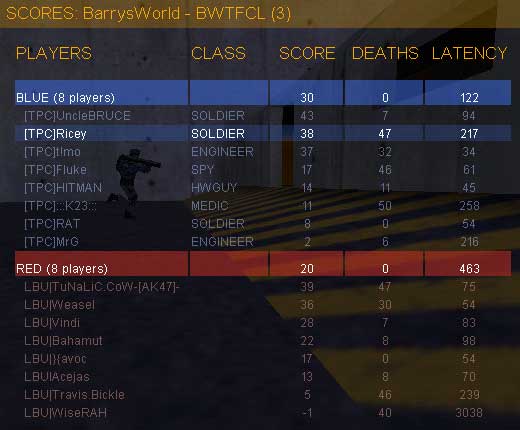 SCORES: BarrysWorld - BWTFCL (3)
PLAYERS CLASS SCORE DEATHS LATENCY
BLUE (8 players) 30 0 122
[TPC]UncleBRUCE SOLDIER 43 7 94
[TPC]Ricey SOLDIER 38 47 217
[TPC]t!mo ENGINEER 37 32 34
[TPC]Fluke SPY 17 46 61
[TPC]HITMAN HWGUY 14 11 45
[TPC]:::K23::: MEDIC 11 50 258
[TPC]RAT SOLDIER 8 0 54
[TPC]MrG ENGINEER 2 6 216
RED (8 players) 20 0 463
LBU|TuNaLiC.CoW-[AK47]- 39 47 75
LBU|Weasel 36 30 54
LBU|Vindi 28 7 83
LBU|Bahamut 22 8 98
LBU|}{avoc 17 0 54
LBU|Acejas 13 8 70
LBU|Travis.Bickle 5 46 239
LBU|WiseRAH -1 40 3038